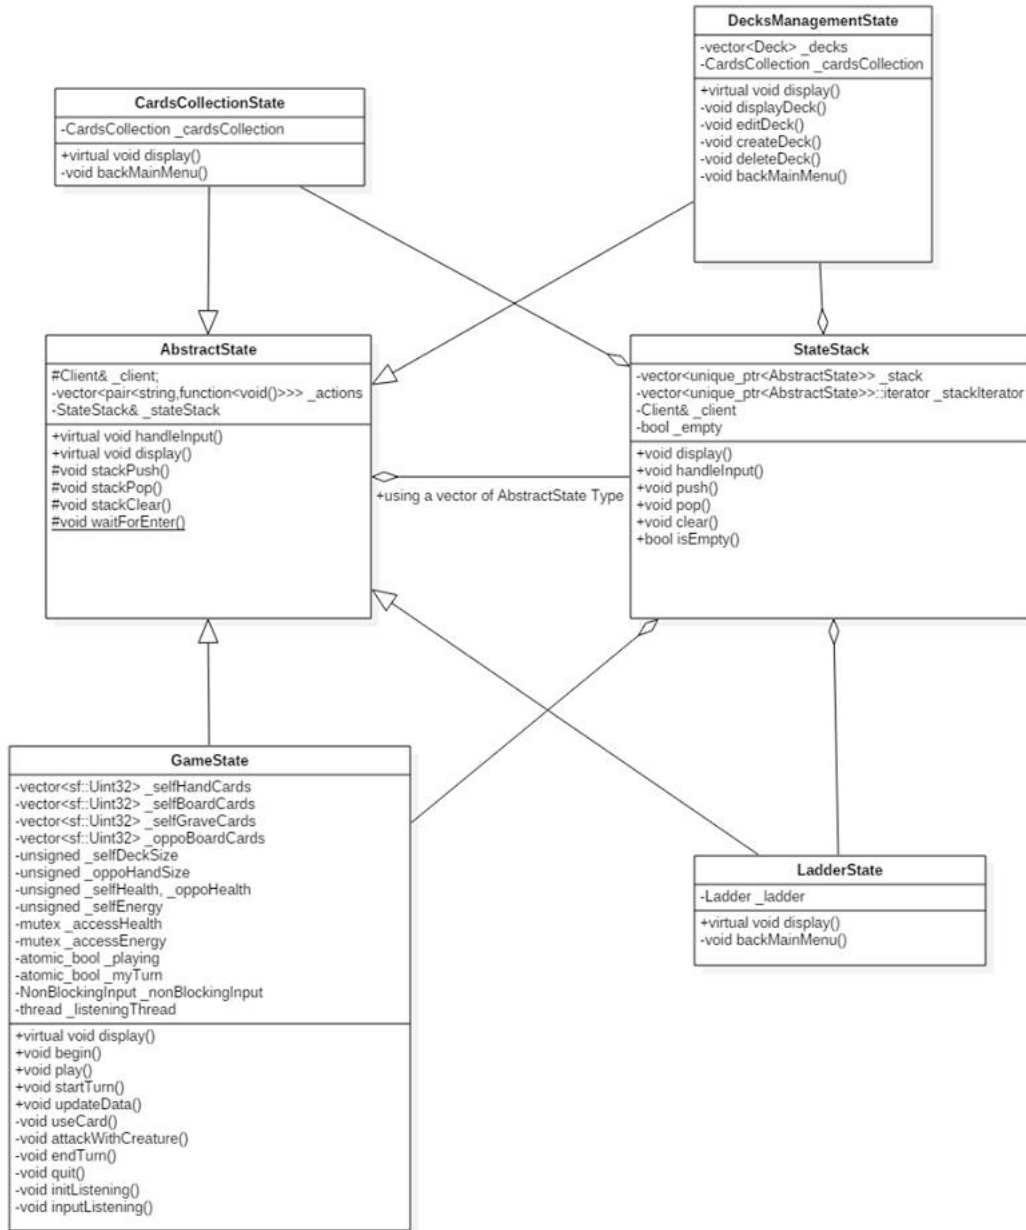 DecksManagementState
-vector<Deck> _decks
-CardsCollection _cardsCollection
+virtual void display()
-void displayDeck()
-void editDeck()
-void createDeck()
-void deleteDeck()
-void backMainMenu()
CardsCollectionState
-CardsCollection _cardsCollection
+virtual void display()
-void backMainMenu()
AbstractState
#Client& _client;
-vector<pair<string,function<void()>>> _actions
-StateStack& _stateStack
+virtual void handleInput()
+virtual void display()
#void stackPush()
#void stackPop()
#void stackClear()
#void waitForEnter()
+using a vector of AbstractState Type
StateStack
-vector<unique_ptr<AbstractState>> _stack
-vector<unique_ptr<AbstractState>>::iterator _stackIterator
-Client& _client
-bool _empty
+void display()
+void handleInput()
+void push()
+void pop()
+void clear()
+bool isEmpty()
GameState
-vector<sf::Uint32> _selfHandCards
-vector<sf::Uint32> _selfBoardCards
-vector<sf::Uint32> _selfGraveCards
-vector<sf::Uint32> _oppoBoardCards
-unsigned _selfDeckSize
-unsigned _oppoHandSize
-unsigned _selfHealth, _oppoHealth
-unsigned _selfEnergy
-mutex _accessHealth
-mutex _accessEnergy
-atomic_bool _playing
-atomic_bool _myTurn
-NonBlockingInput _nonBlockingInput
-thread _listeningThread
+virtual void display()
+void begin()
+void play()
+void startTurn()
+void updateData()
-void useCard()
-void attackWithCreature()
-void endTurn()
-void quit()
-void initListening()
-void inputListening()
LadderState
-Ladder _ladder
+virtual void display()
-void backMainMenu()